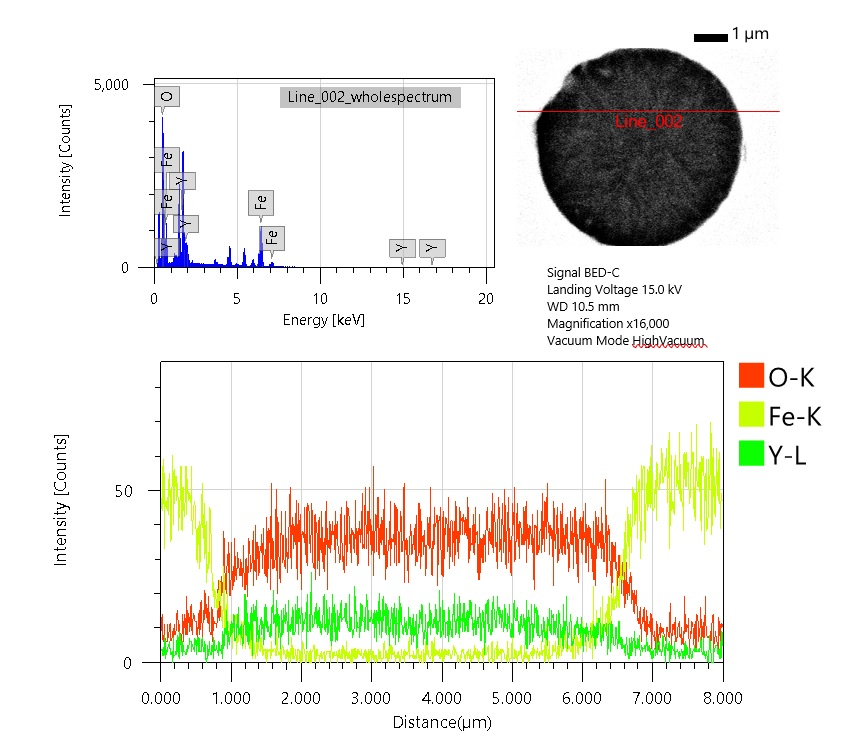 1 μm
5,000
Line_002_wholespectrum
O
Fe
Y
Fe
Y
Y
Fe
Fe
Y
Y
Intensity [Counts]
0
0
5
10
15
20
Energy [keV]
Line_002
Signal BED-C
Landing Voltage 15.0 kV
WD 10.5 mm
Magnification x16,000
Vacuum Mode HighVacuum
O-K
Fe-K
Y-L
Intensity [Counts]
50
0
0.000
1.000
2.000
3.000
4.000
5.000
6.000
7.000
8.000
Distance(μm)